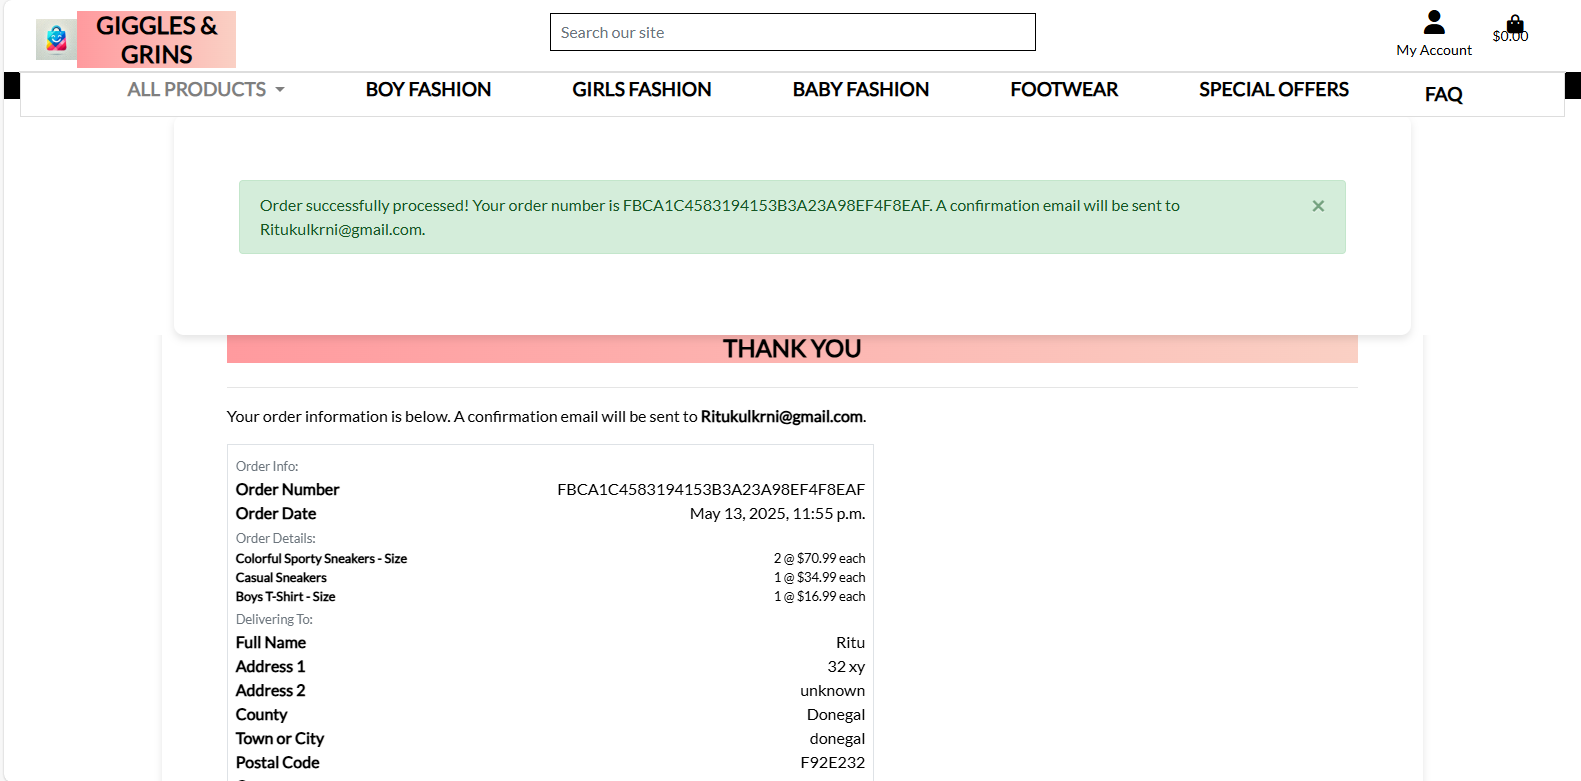 GIGGLES &
GRINS
Search our site
My Account
$0.00
ALL PRODUCTS
BOY FASHION
GIRLS FASHION
BABY FASHION
FOOTWEAR
SPECIAL OFFERS
FAQ
Order successfully processed! Your order number is FBCA1C4583194153B3A23A98EF4F8EAF. A confirmation email will be sent to
Ritukulkrni@gmail.com.
×
THANK YOU
Your order information is below. A confirmation email will be sent to Ritukulkrni@gmail.com.
Order Info:
Order Number FBCA1C4583194153B3A23A98EF4F8EAF
Order Date May 13, 2025, 11:55 p.m.
Order Details:
Colorful Sporty Sneakers - Size 2 @ $70.99 each
Casual Sneakers 1 @ $34.99 each
Boys T-Shirt - Size 1 @ $16.99 each
Delivering To:
Full Name Ritu
Address 1 32 xy
Address 2 unknown
County Donegal
Town or City donegal
Postal Code F92E232